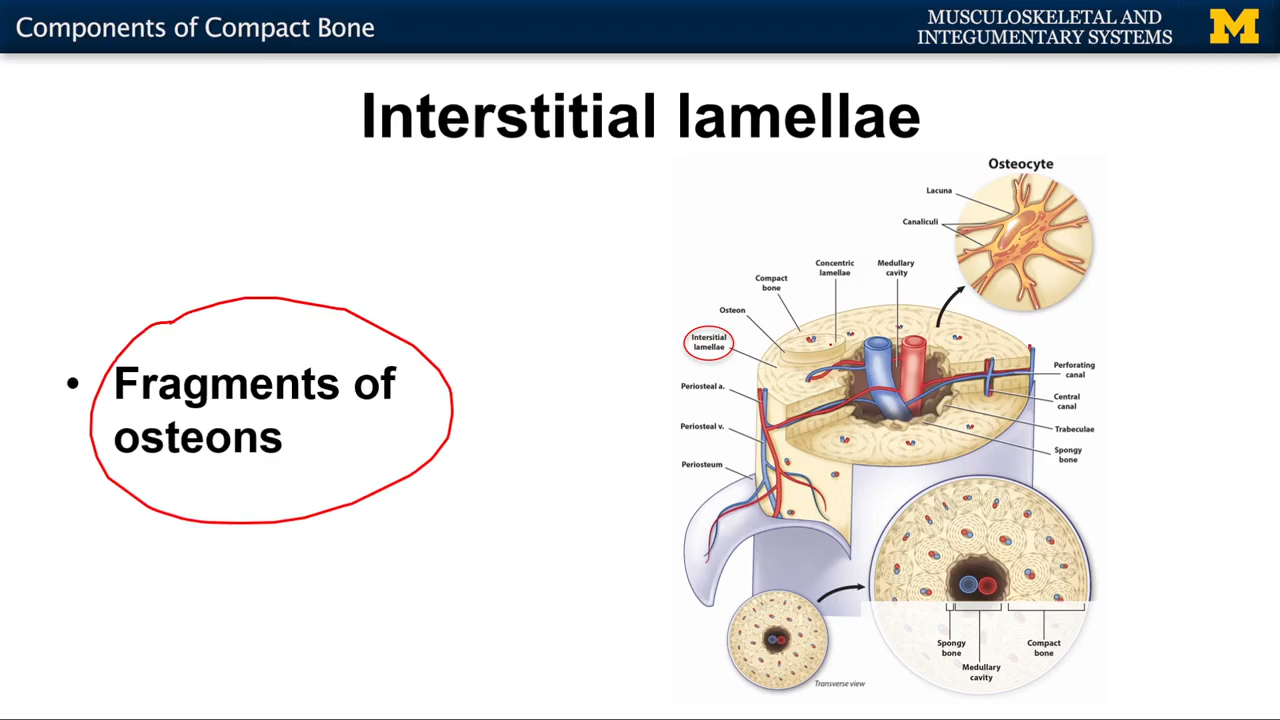 Components of Compact Bone
MUSCULOSKELETAL AND
INTEGUMENTARY SYSTEMS
M
Interstitial lamellae
• Fragments of
osteons
Osteocyte
Lacuna
Canaliculi
Concentric
lamellae
Medullary
cavity
Compact
bone
Osteon
Intersitial
lamellae
Periosteal a.
Periosteal v.
Periosteum
Perforating
canal
Central
canal
Trabeculae
Spongy
bone
Spongy
bone
Medullary
cavity
Compact
bone
Transverse view